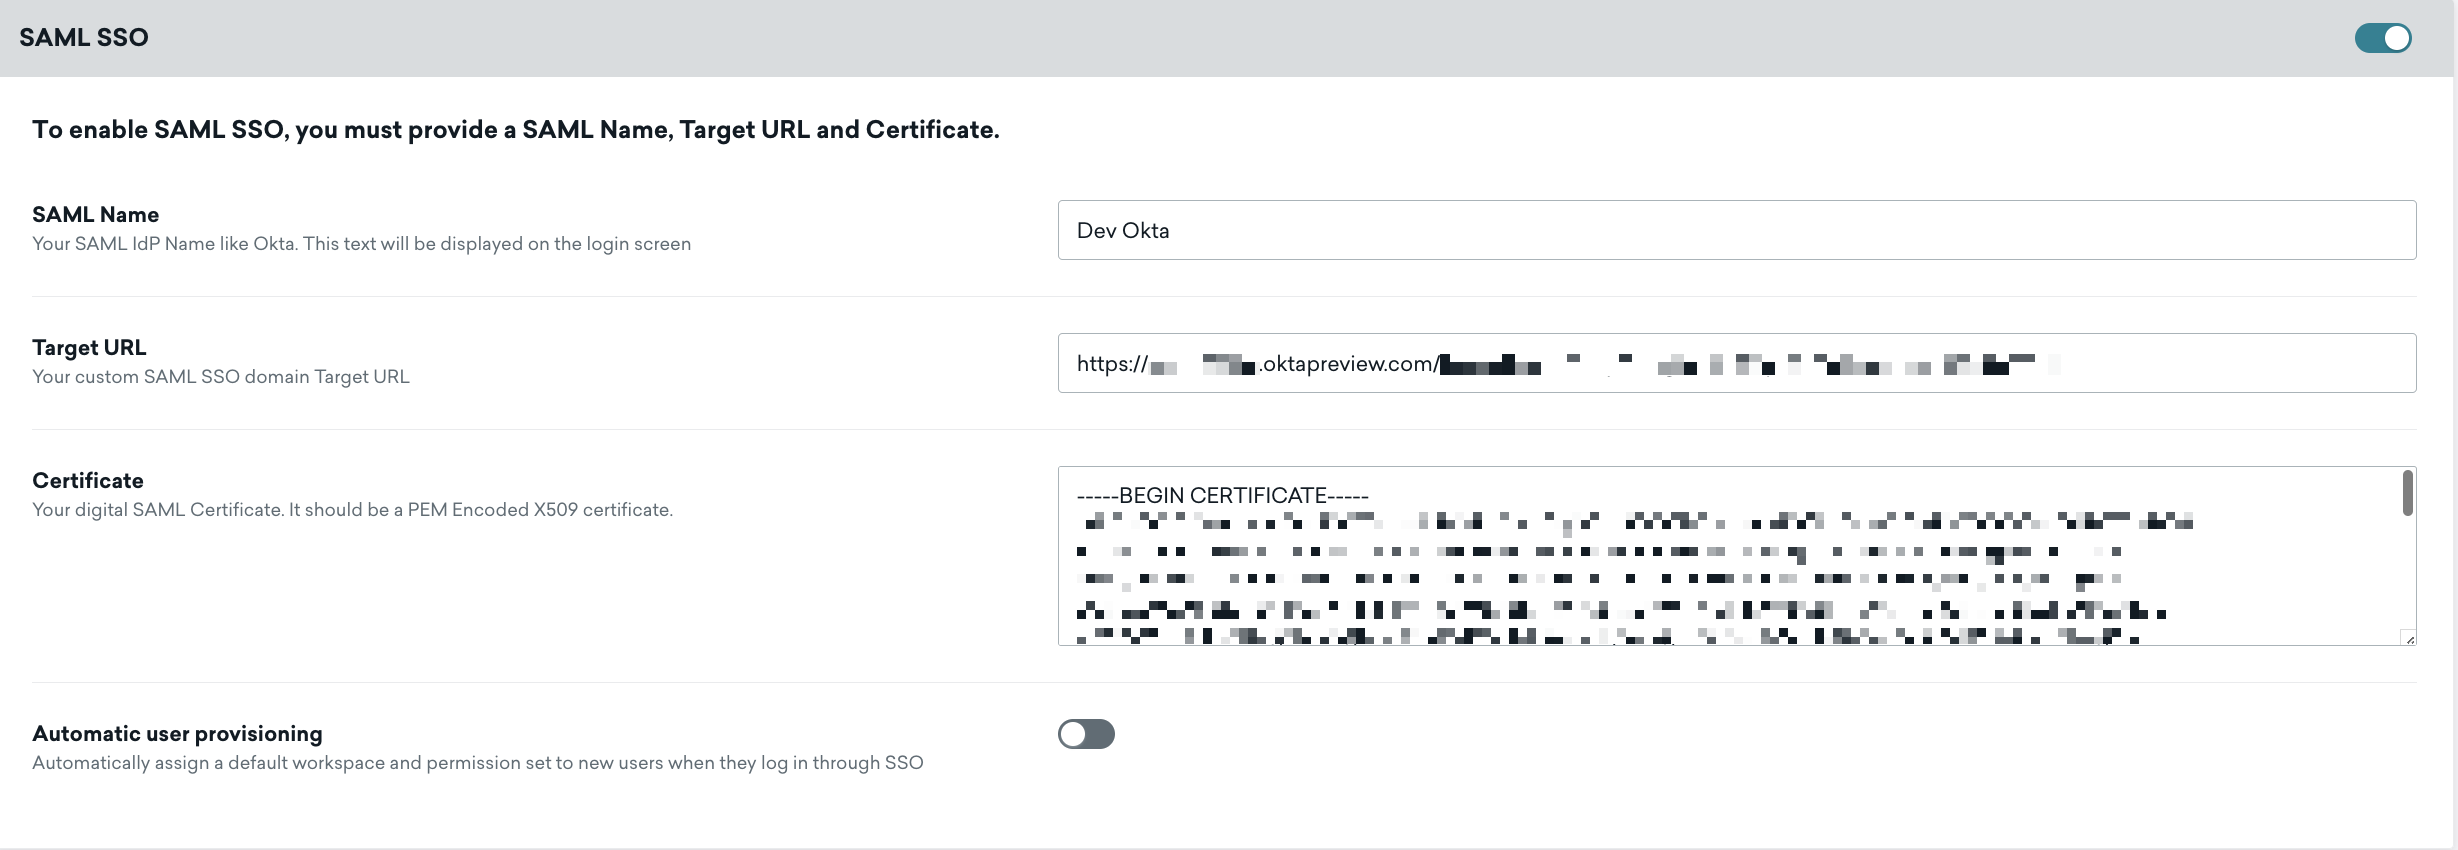 SAML SSO
To enable SAML SSO, you must provide a SAML Name, Target URL and Certificate.
SAML Name
Your SAML IdP Name like Okta. This text will be displayed on the login screen
Dev Okta
Target URL
Your custom SAML SSO domain Target URL
https:// .oktapreview.com/
Certificate
Your digital SAML Certificate. It should be a PEM Encoded X509 certificate.
-----BEGIN CERTIFICATE-----
Automatic user provisioning
Automatically assign a default workspace and permission set to new users when they log in through SSO